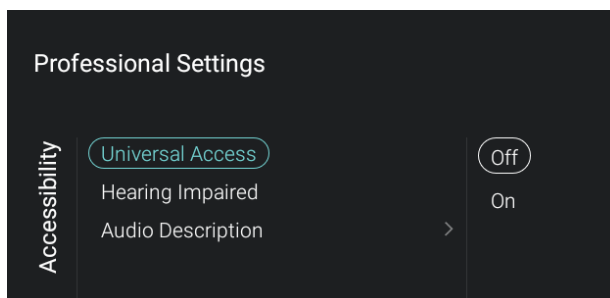 Professional Settings
Accessibility
Universal Access
Off
Hearing Impaired
On
Audio Description